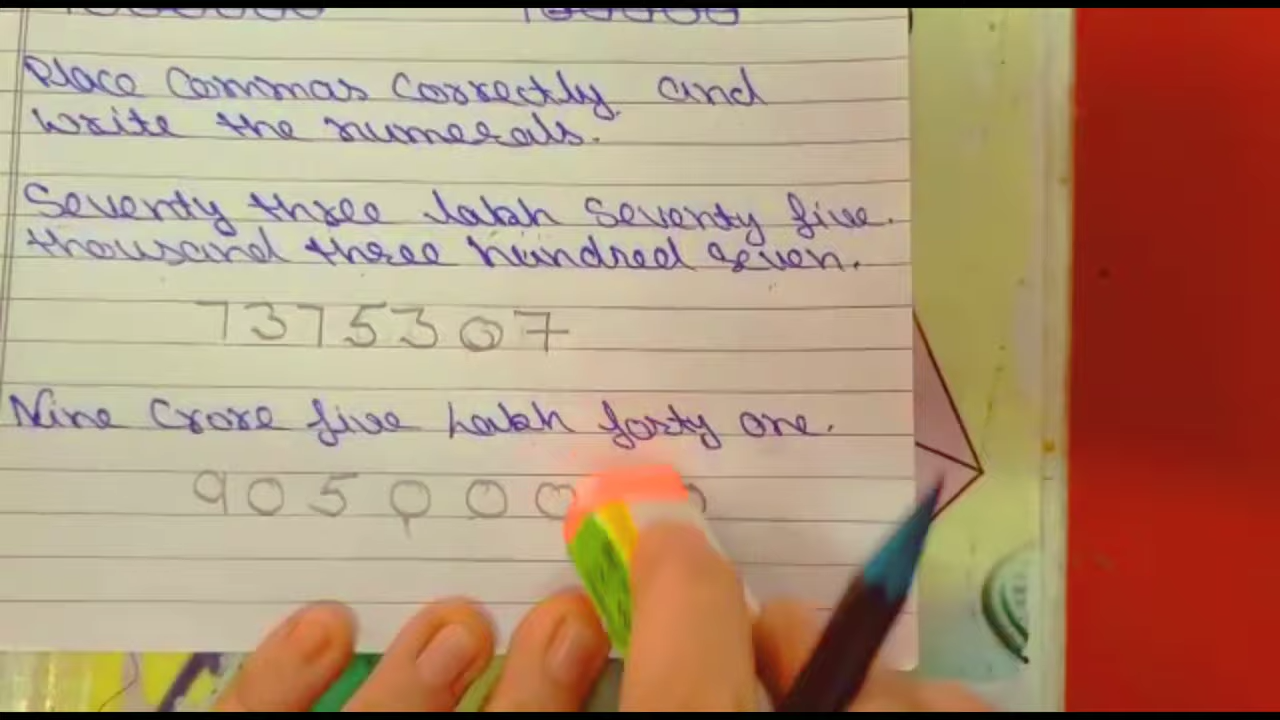 Place Commas Correctly and
write the numerals.
Seventy three lakh Seventy five.
thousand three hundred seven.
7375307
Nine Crore five Lakh forty one.
905000